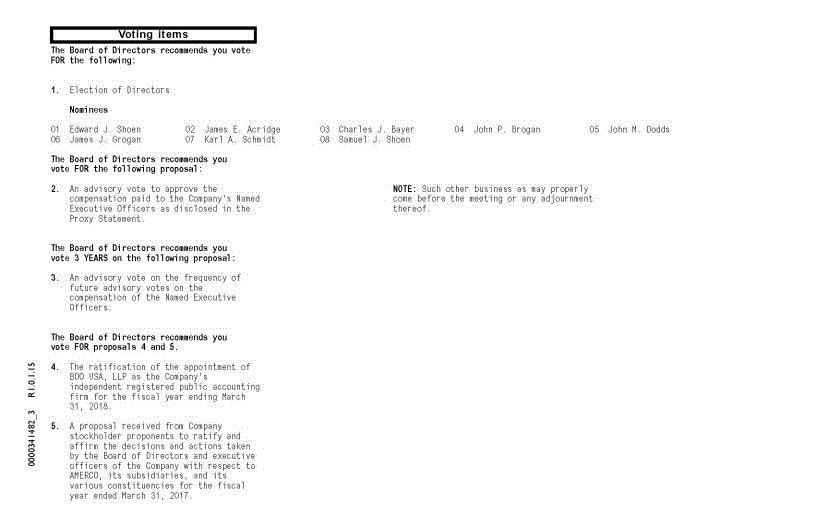 Voting Items
The Board of Directors recommends you vote
FOR the following:
1. Election of Directors
Nominees
01 Edward J. Shoen 02 James E. Acridge 03 Charles J. Bayer 04 John P. Brogan 05 John M. Dodds
06 James J. Grogan 07 Karl A. Schmidt 08 Samuel J. Shoen
The Board of Directors recommends you
vote FOR the following proposal:
2. An advisory vote to approve the
compensation paid to the Company's Named
Executive Officers as disclosed in the
Proxy Statement.
NOTE: Such other business as may properly
come before the meeting or any adjournment
thereof.
The Board of Directors recommends you
vote 3 YEARS on the following proposal:
3. An advisory vote on the frequency of
future advisory votes on the
compensation of the Named Executive
Officers.
The Board of Directors recommends you
vote FOR proposals 4 and 5.
4. The ratification of the appointment of
BDO USA, LLP as the Company's
independent registered public accounting
firm for the fiscal year ending March
31, 2018.
5. A proposal received from Company
stockholder proponents to ratify and
affirm the decisions and actions taken
by the Board of Directors and executive
officers of the Company with respect to
AMERCO, its subsidiaries, and its
various constituencies for the fiscal
year ended March 31, 2017.
0000341482_3 R1.0.1.15